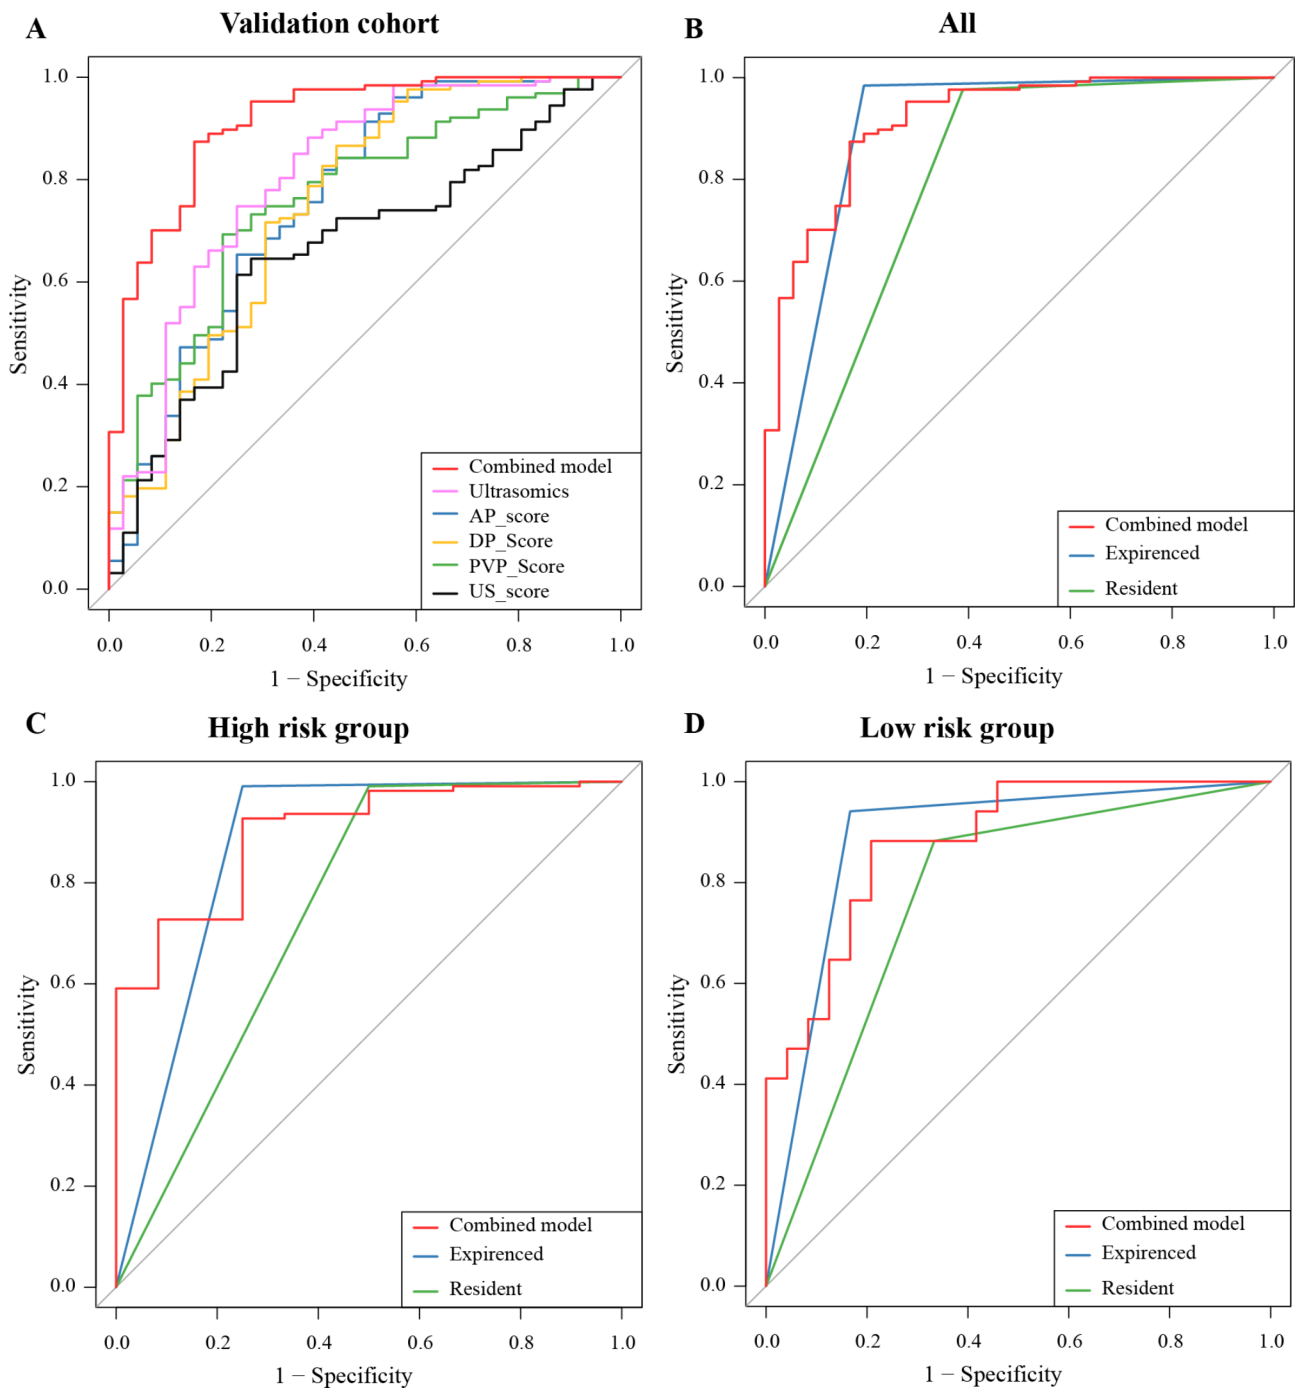 A
Validation cohort
1.0
0.8
0.6
0.4
0.2
0.0
Sensitivity
Combined model
Ultrasomics
AP_score
DP_Score
PVP_Score
US_score
0.0 0.2 0.4 0.6 0.8 1.0
1 − Specificity
B
All
1.0
0.8
0.6
0.4
0.2
0.0
Sensitivity
Combined model
Expirenced
Resident
0.0 0.2 0.4 0.6 0.8 1.0
1 − Specificity
C
High risk group
1.0
0.8
0.6
0.4
0.2
0.0
Sensitivity
Combined model
Expirenced
Resident
0.0 0.2 0.4 0.6 0.8 1.0
1 − Specificity
D
Low risk group
1.0
0.8
0.6
0.4
0.2
0.0
Sensitivity
Combined model
Expirenced
Resident
0.0 0.2 0.4 0.6 0.8 1.0
1 − Specificity